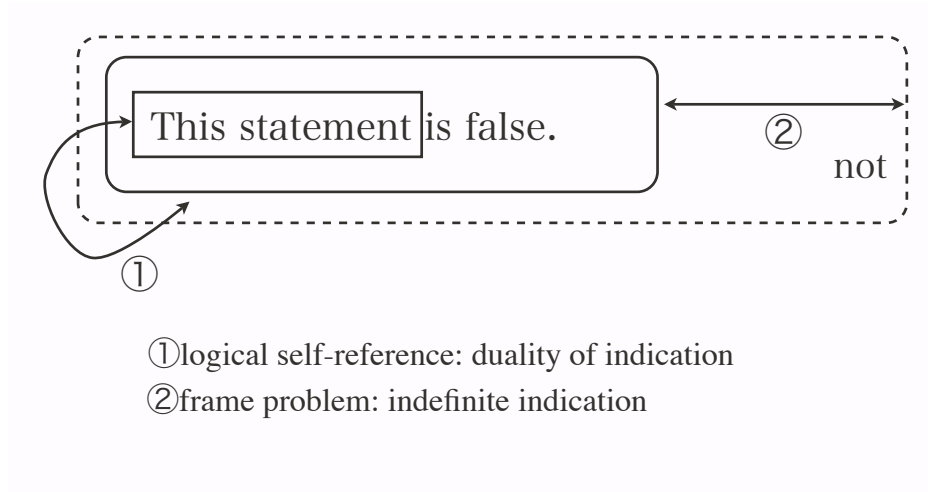 This statement is false.
②
not
①
①logical self-reference: duality of indication
②frame problem: indefinite indication